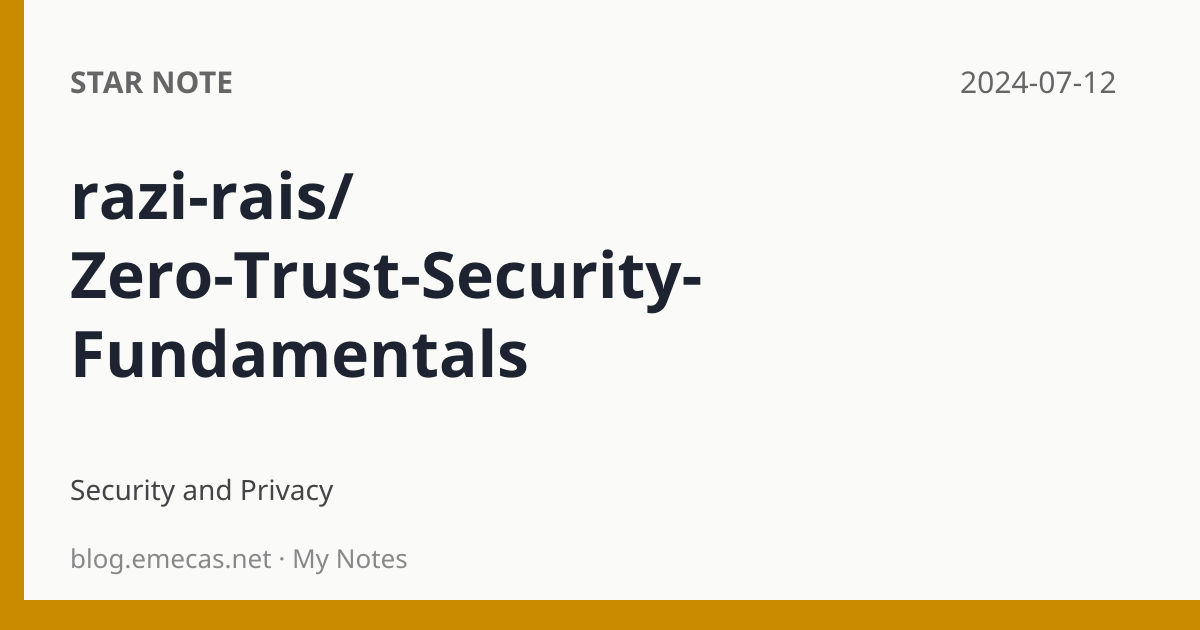 STAR NOTE
2024-07-12
razi-rais/
Zero-Trust-Security-
Fundamentals
Security and Privacy
blog.emecas.net · My Notes